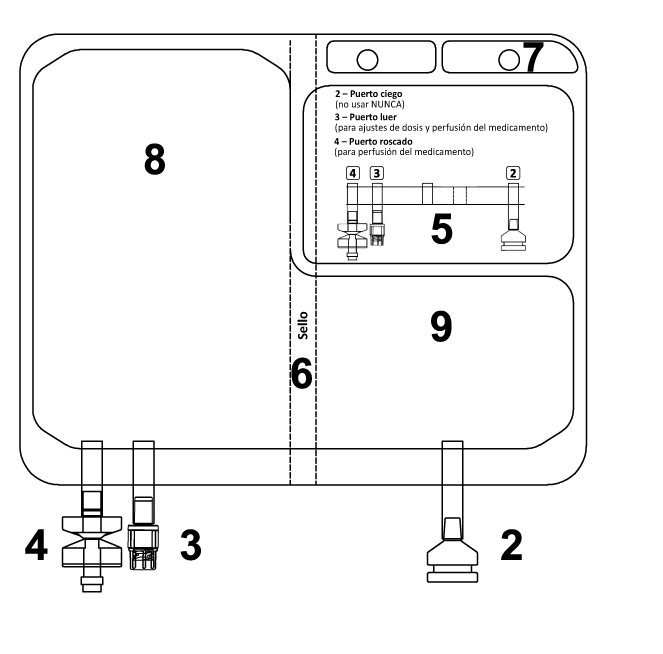 7
2 – Puerto ciego
(no usar NUNCA)
3 – Puerto luer
(para ajustes de dosis y perfusión del medicamento)
4 – Puerto roscado
(para perfusión del medicamento)
8
4 3 2
5
Sello
9
6
4 3 2